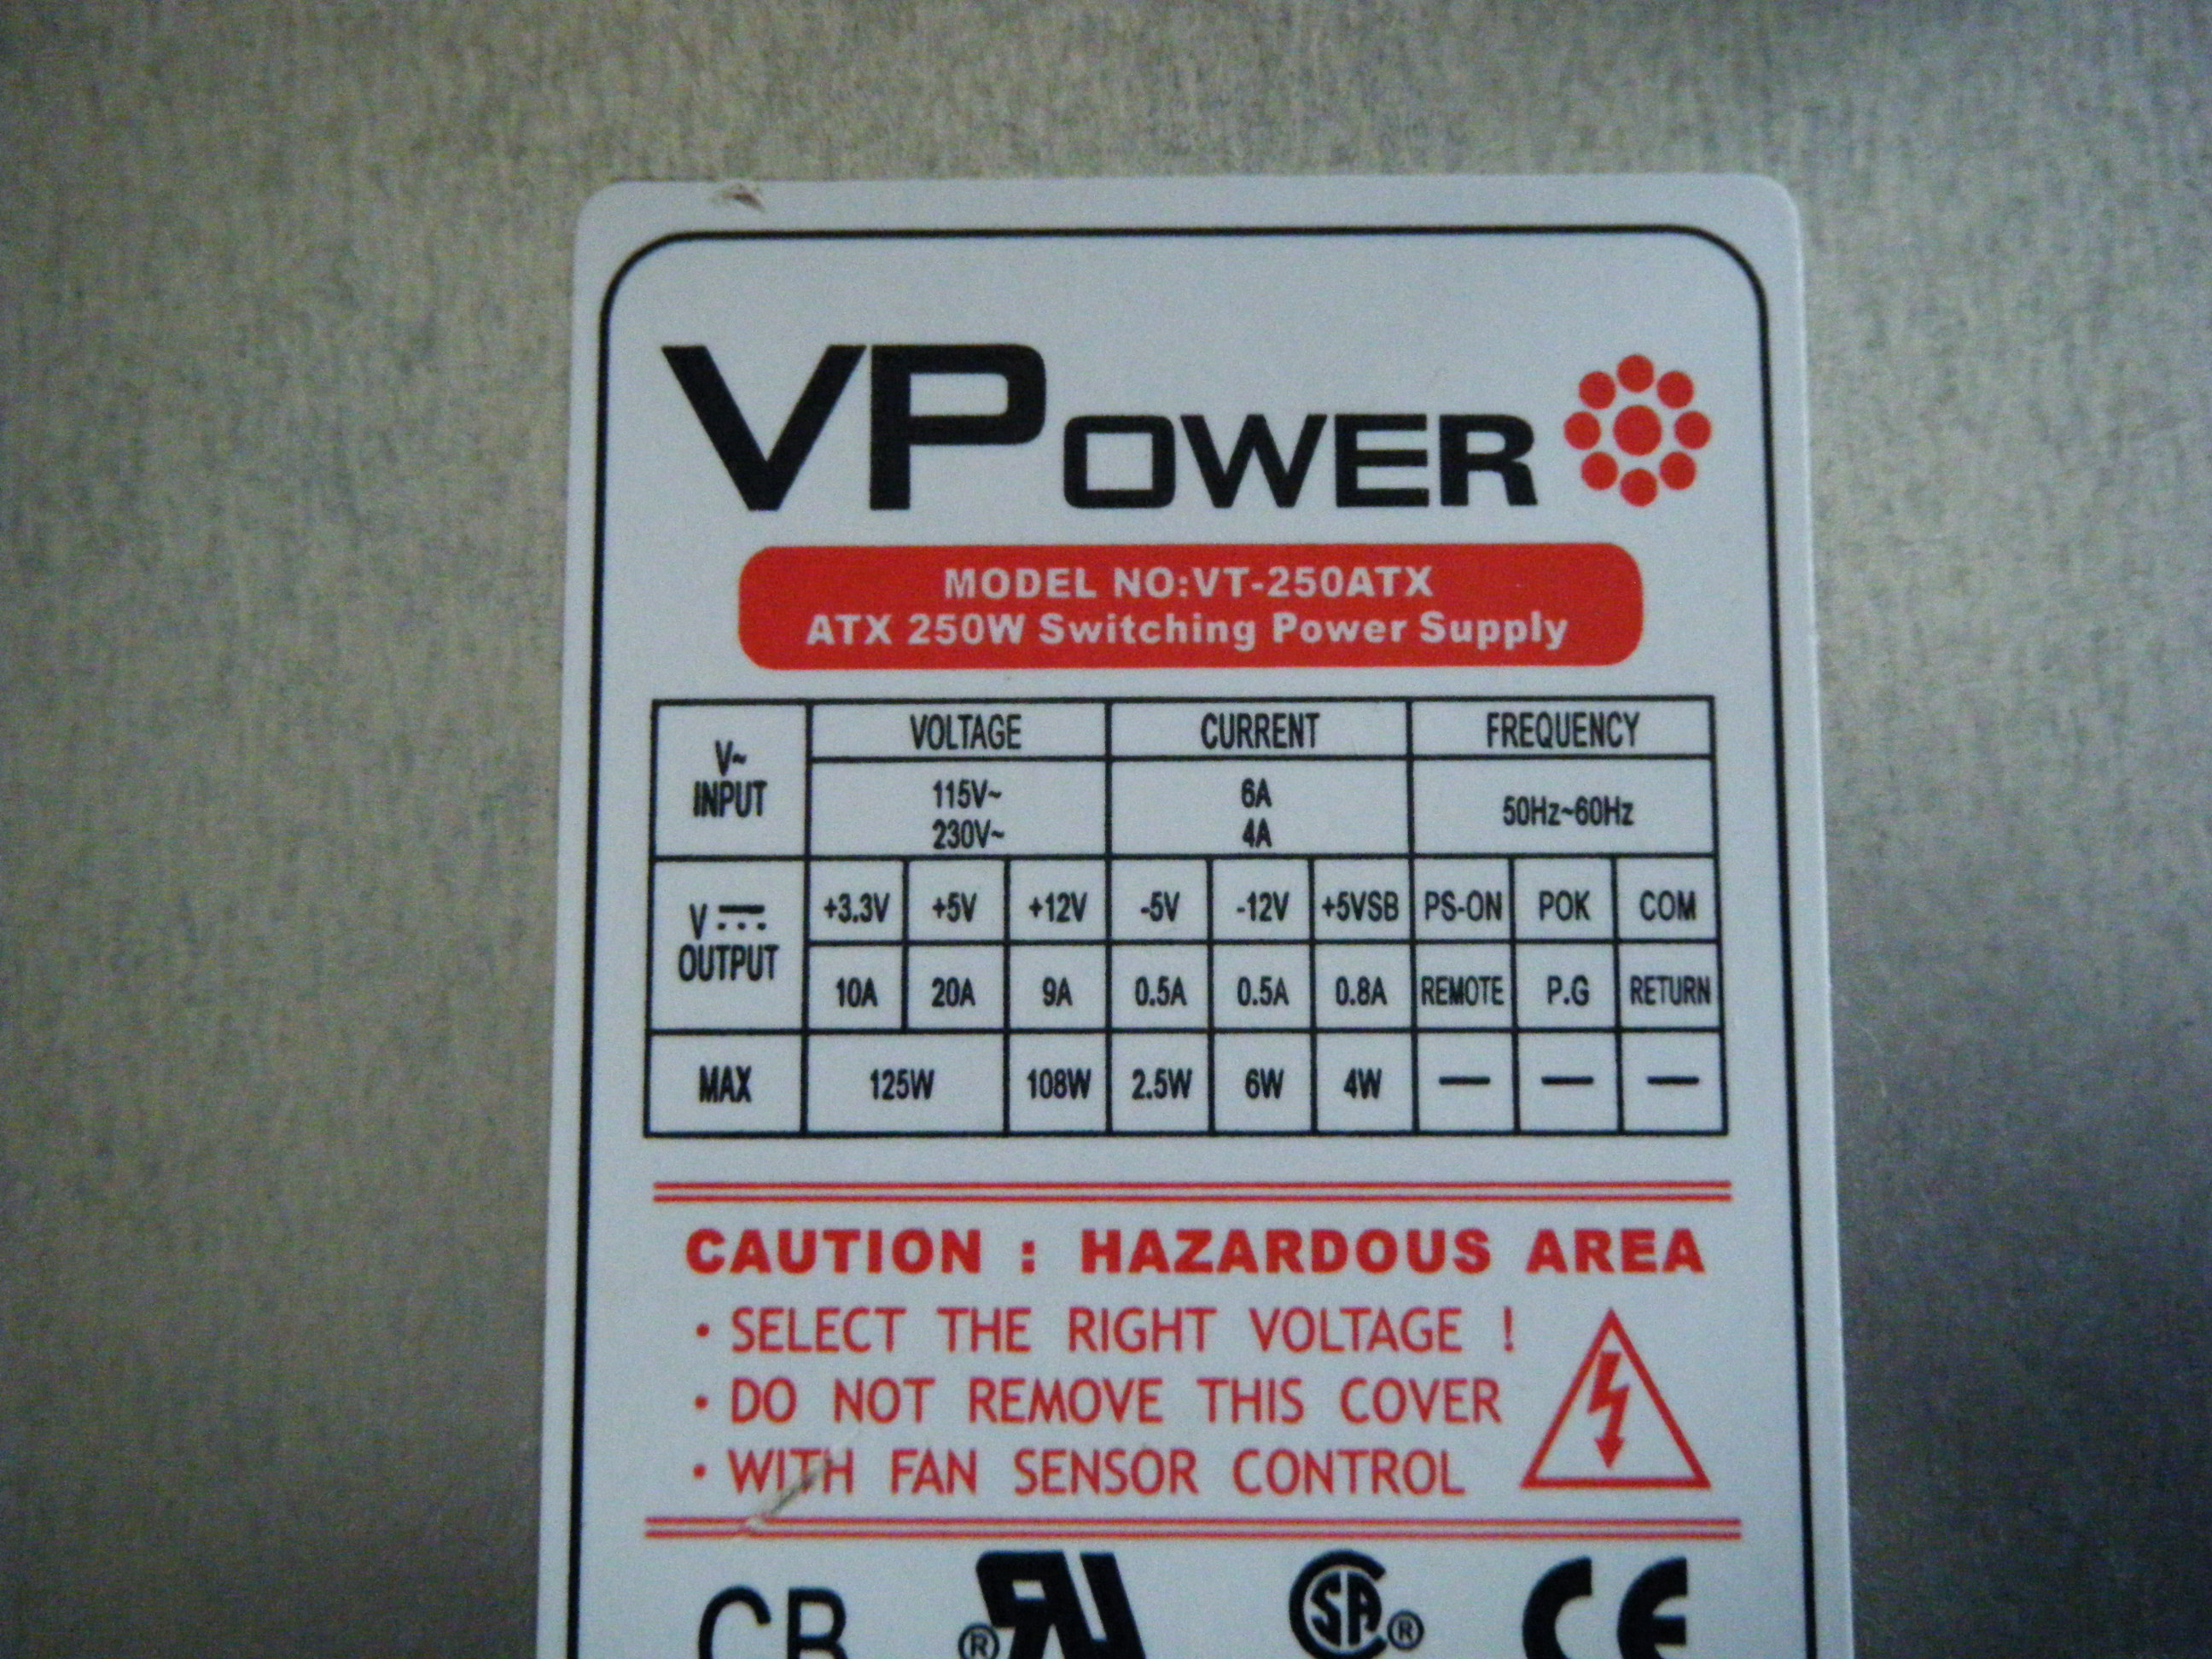 VPOWER
MODEL NO:VT-250ATX
ATX 250W Switching Power Supply
V~ INPUT VOLTAGE CURRENT FREQUENCY
115V~ 6A 50Hz~60Hz
230V~ 4A
V OUTPUT +3.3V +5V +12V -5V -12V +5VSB PS-ON POK COM
10A 20A 9A 0.5A 0.5A 0.8A REMOTE P.G RETURN
MAX 125W 108W 2.5W 6W 4W — — —
CAUTION : HAZARDOUS AREA
· SELECT THE RIGHT VOLTAGE !
· DO NOT REMOVE THIS COVER
· WITH FAN SENSOR CONTROL
CB ® RU SA ® CE